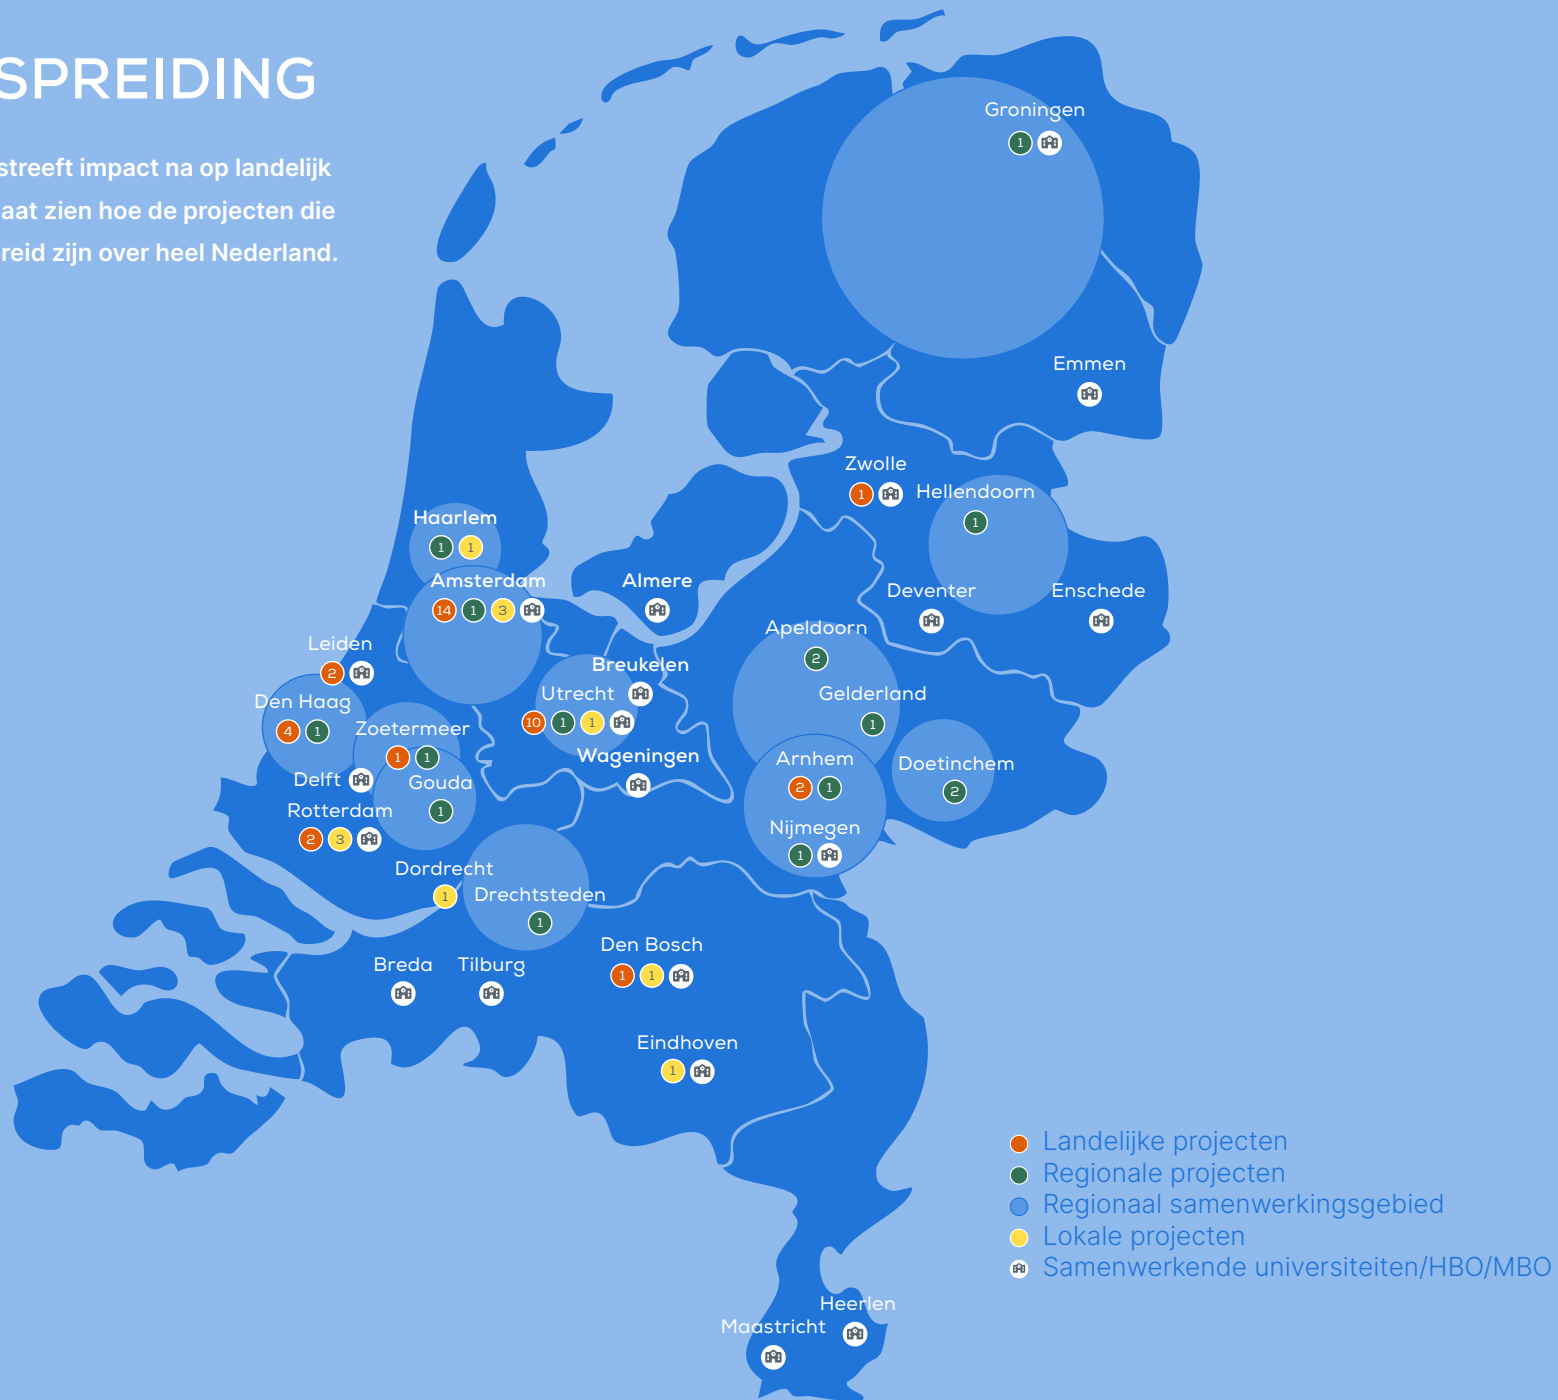 SPREIDING
streeft impact na op landelijk
aat zien hoe de projecten die
reid zijn over heel Nederland.
Groningen
1
Emmen
Zwolle
1
Hellendoorn
1
Haarlem
1 1
Amsterdam
14 1 3
Almere
Deventer
Enschede
Apeldoorn
2
Leiden
2
Breukelen
Den Haag
4 1
Utrecht
10 1 1
Gelderland
1
Zoetermeer
1 1
Wageningen
Arnhem
2 1
Doetinchem
2
Delft
Gouda
1
Rotterdam
2 3
Nijmegen
1
Dordrecht
1
Drechtsteden
1
Den Bosch
1 1
Breda
Tilburg
Eindhoven
1
Landelijke projecten
Regionale projecten
Regionaal samenwerkingsgebied
Lokale projecten
Samenwerkende universiteiten/HBO/MBO
Heerlen
Maastricht